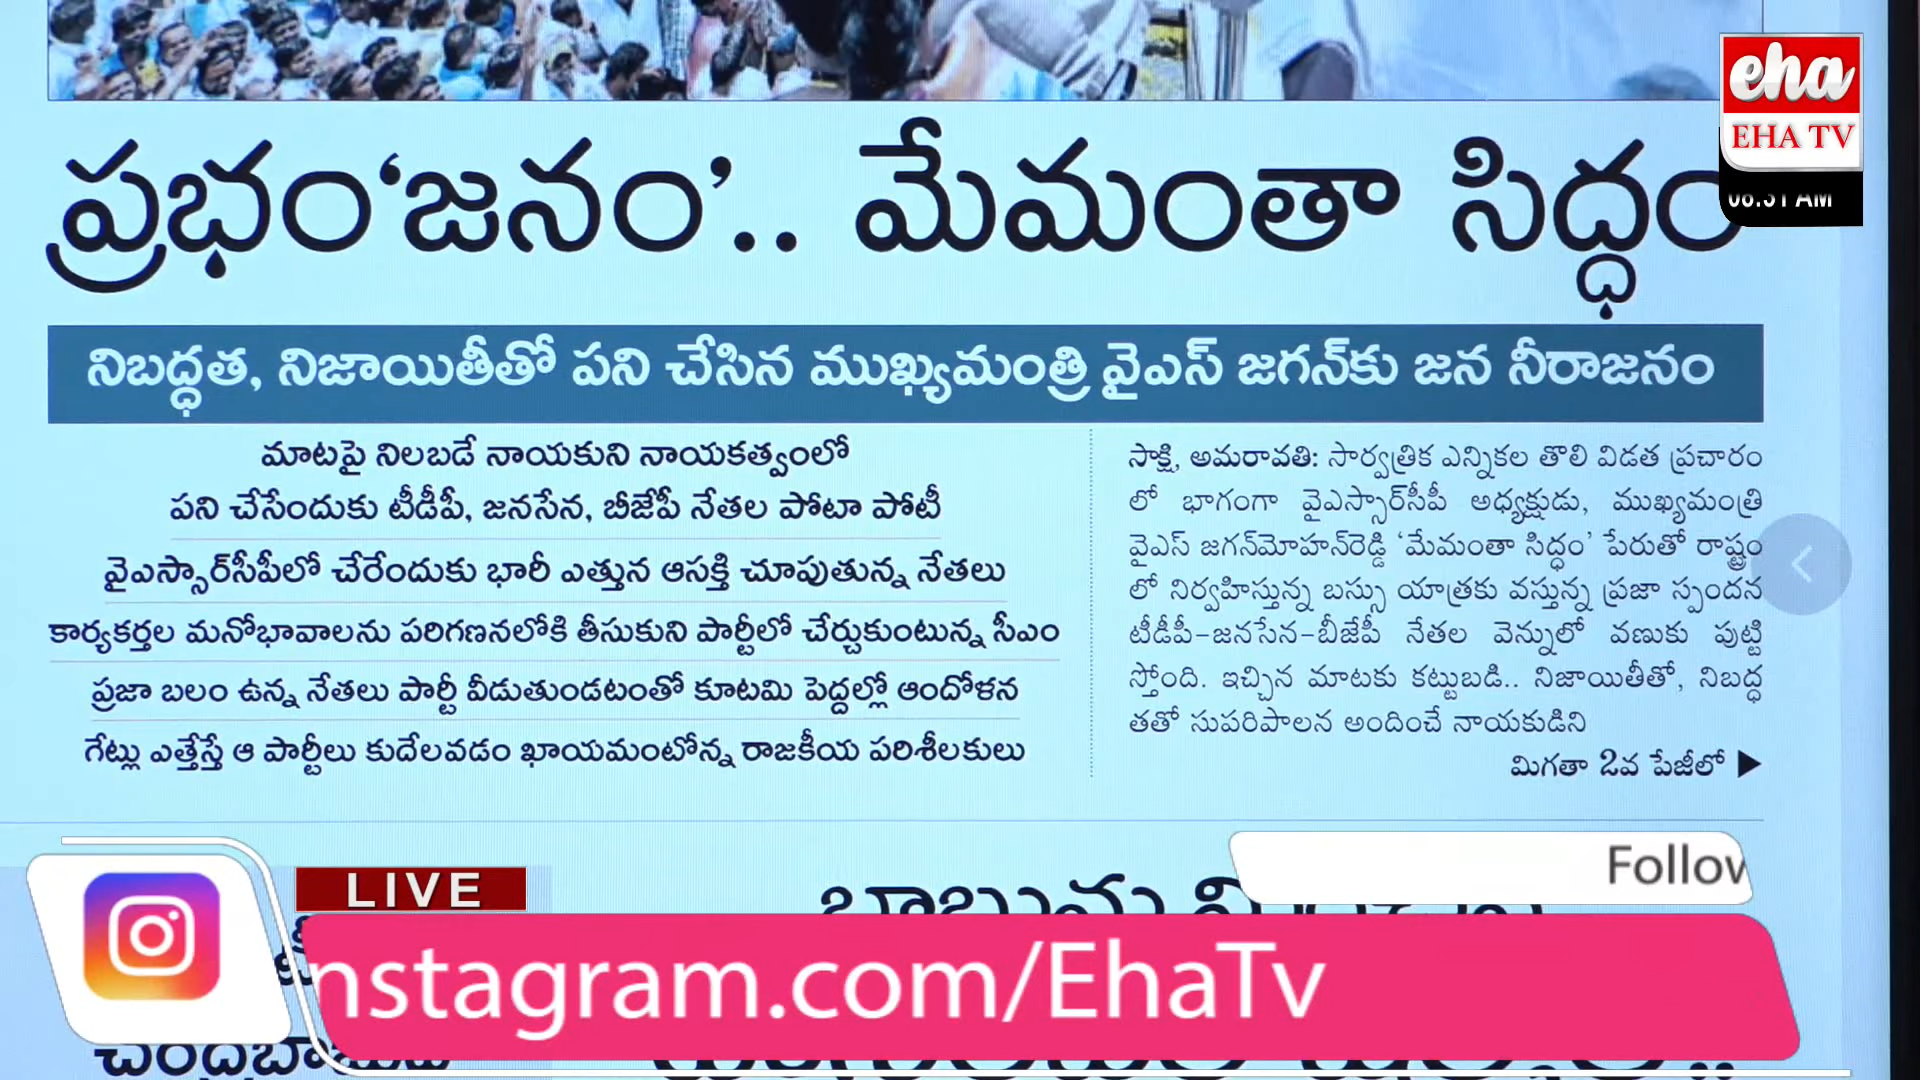 eha
EHA TV
ప్రభం‘జనం’.. మేమంతా సిద్ధం
నిబద్ధత, నిజాయితీతో పని చేసిన ముఖ్యమంత్రి వైఎస్ జగన్‌కు జన నీరాజనం
మాటపై నిలబడే నాయకుని నాయకత్వంలో
పని చేసేందుకు టీడీపీ, జనసేన, బీజేపీ నేతల పోటా పోటీ
వైఎస్సార్‌సీపీలో చేరేందుకు భారీ ఎత్తున ఆసక్తి చూపుతున్న నేతలు
కార్యకర్తల మనోభావాలను పరిగణనలోకి తీసుకుని పార్టీలో చేర్చుకుంటున్న సీఎం
ప్రజా బలం ఉన్న నేతలు పార్టీ వీడుతుండటంతో కూటమి పెద్దల్లో ఆందోళన
గేట్లు ఎత్తేస్తే ఆ పార్టీలు కుదేలవడం ఖాయమంటోన్న రాజకీయ పరిశీలకులు
సాక్షి, అమరావతి: సార్వత్రిక ఎన్నికల తొలి విడత ప్రచారం
లో భాగంగా వైఎస్సార్‌సీపీ అధ్యక్షుడు, ముఖ్యమంత్రి
వైఎస్ జగన్‌మోహన్‌రెడ్డి ‘మేమంతా సిద్ధం’ పేరుతో రాష్ట్రం
లో నిర్వహిస్తున్న బస్సు యాత్రకు వస్తున్న ప్రజా స్పందన
టీడీపీ-జనసేన-బీజేపీ నేతల వెన్నులో వణుకు పుట్టి
స్తోంది. ఇచ్చిన మాటకు కట్టుబడి.. నిజాయితీతో, నిబద్ధ
తతో సుపరిపాలన అందించే నాయకుడిని
మిగతా 2వ పేజీలో
Follow
LIVE
nstagram.com/EhaTv